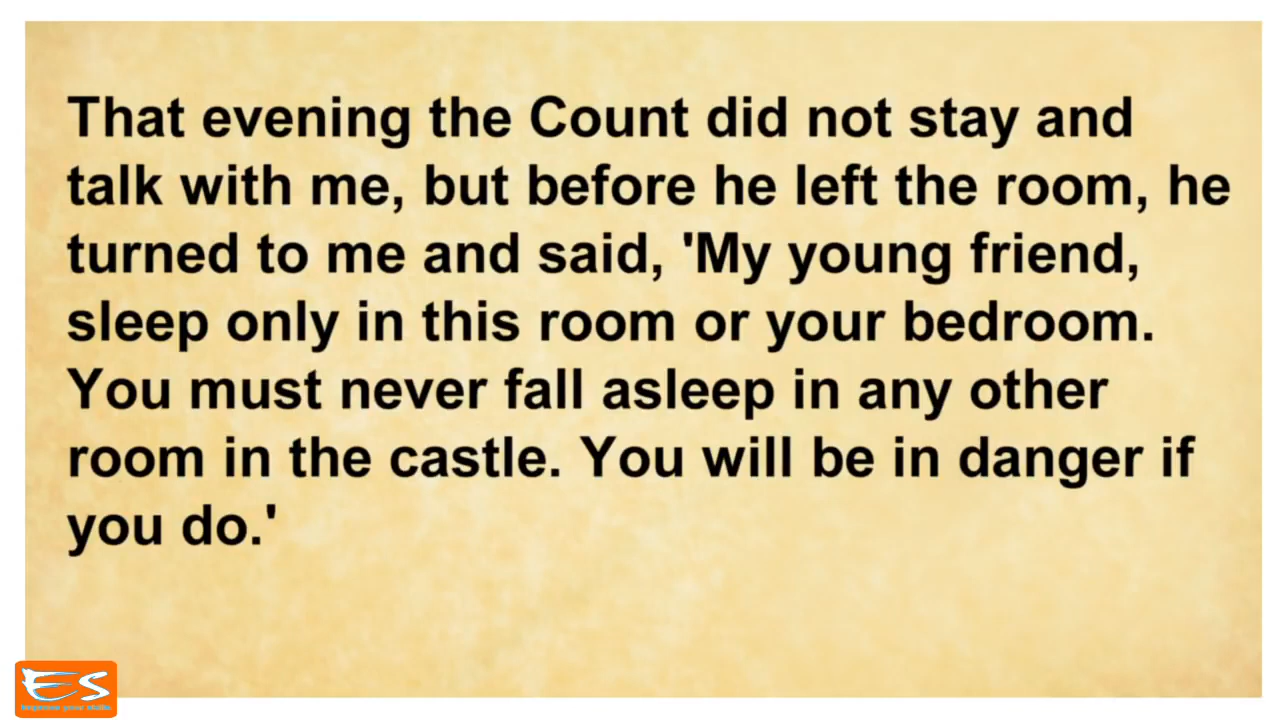 That evening the Count did not stay and
talk with me, but before he left the room, he
turned to me and said, 'My young friend,
sleep only in this room or your bedroom.
You must never fall asleep in any other
room in the castle. You will be in danger if
you do.'
ES